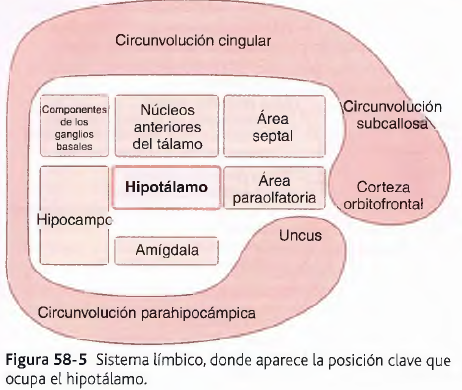 Circunvolución cingular
Componentes
de los
ganglios
basales
Núcleos
anteriores
del tálamo
Área
septal
Circunvolución
subcallosa
Hipotálamo
Área
paraolfatoria
Corteza
orbitofrontal
Hipocampo
Amígdala
Uncus
Circunvolución parahipocámpica
Figura 58-5 Sistema límbico, donde aparece la posición clave que
ocupa el hipotálamo.